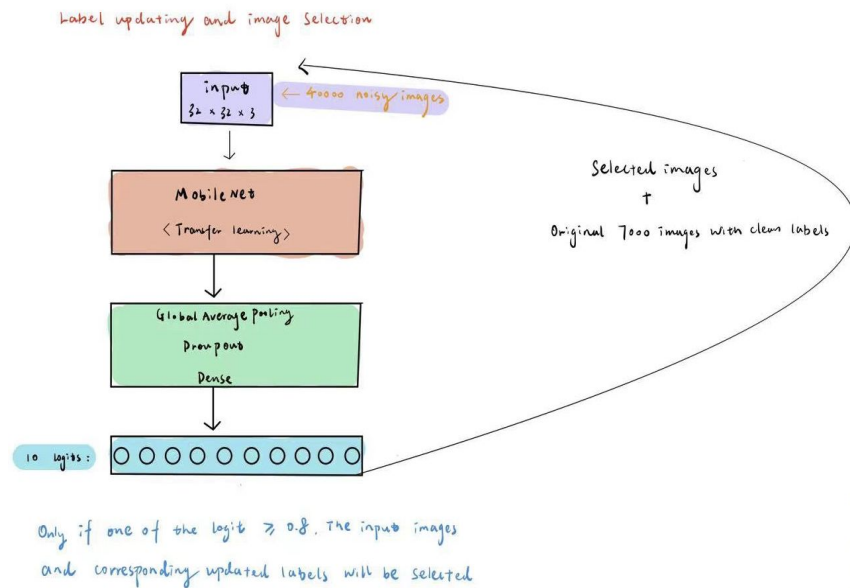 Label updating and image selection
input
32 × 32 × 3
← 40000 noisy images
MobileNet
< Transfer learning >
Global Average Pooling
Droupout
Dense
10 logits:
Selected images
+
Original 7000 images with clean labels
Only if one of the logit ≥ 0.8. The input images
and corresponding updated labels will be selected